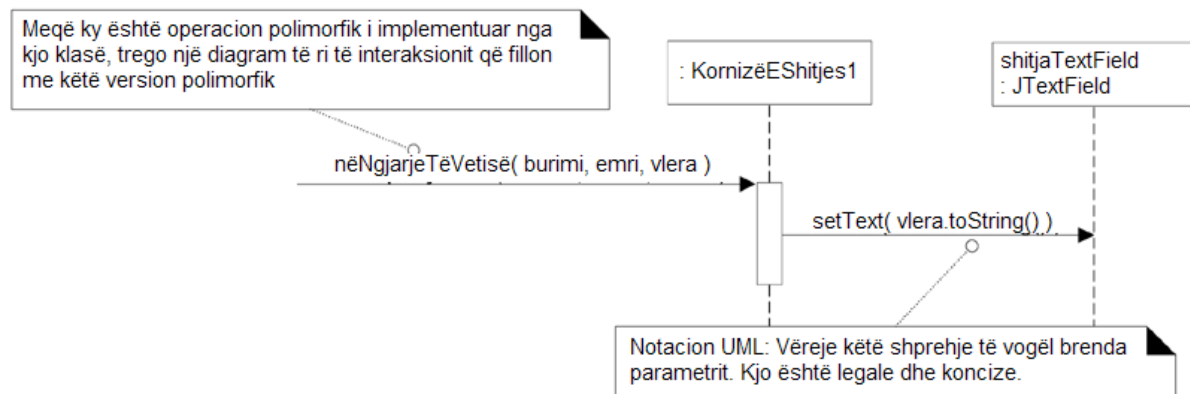 Meqë ky është operacion polimorfik i implementuar nga
kjo klasë, trego një diagram të ri të interaksionit që fillon
me këtë version polimorfik
: KornizëEShitjes1
shitjaTextField
: JTextField
nëNgjarjeTëVetisë( burimi, emri, vlera )
setText( vlera.toString() )
Notacion UML: Vëreje këtë shprehje të vogël brenda
parametrit. Kjo është legale dhe koncize.